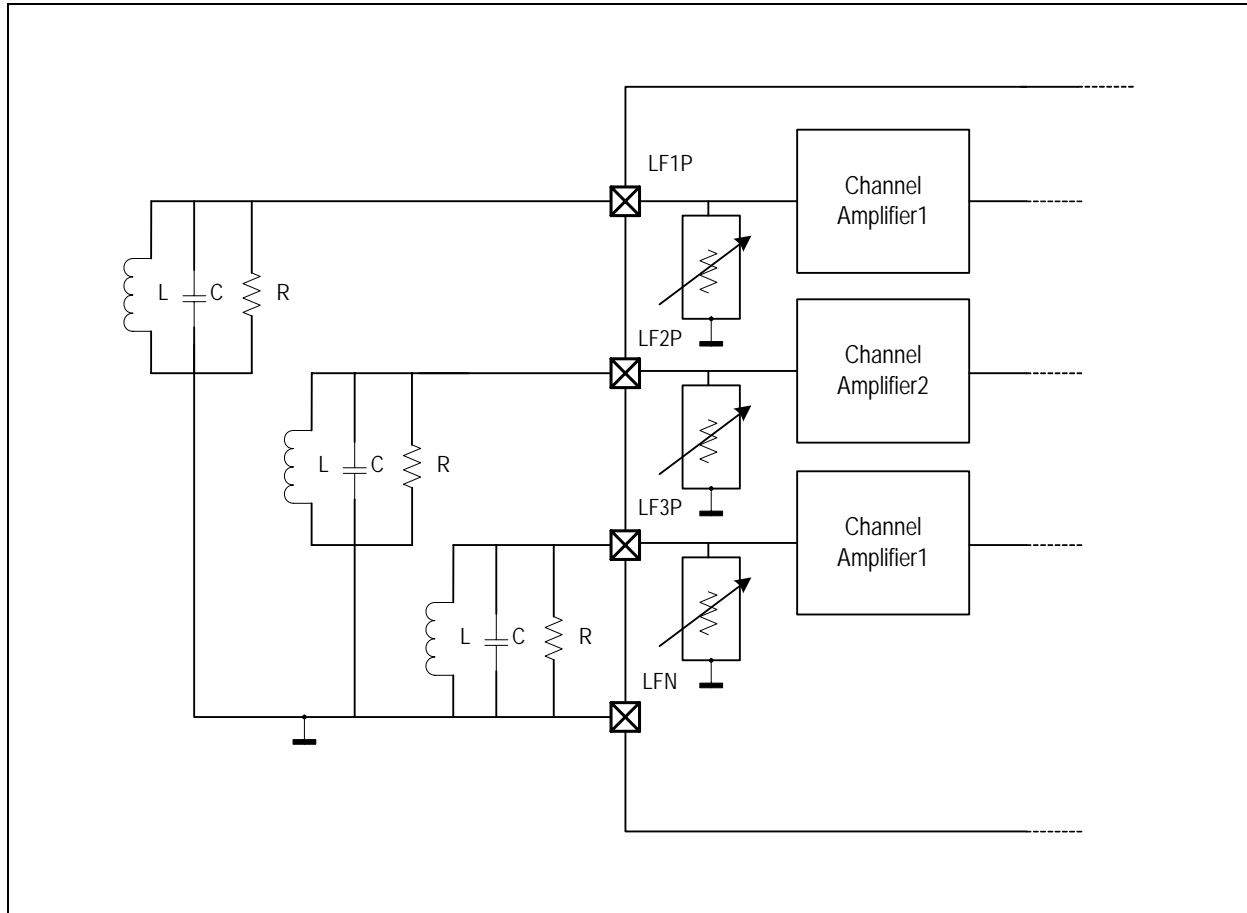 LF1P
Channel
Amplifier1
L
C
R
LF2P
Channel
Amplifier2
L
C
R
LF3P
Channel
Amplifier1
L
C
R
LFN